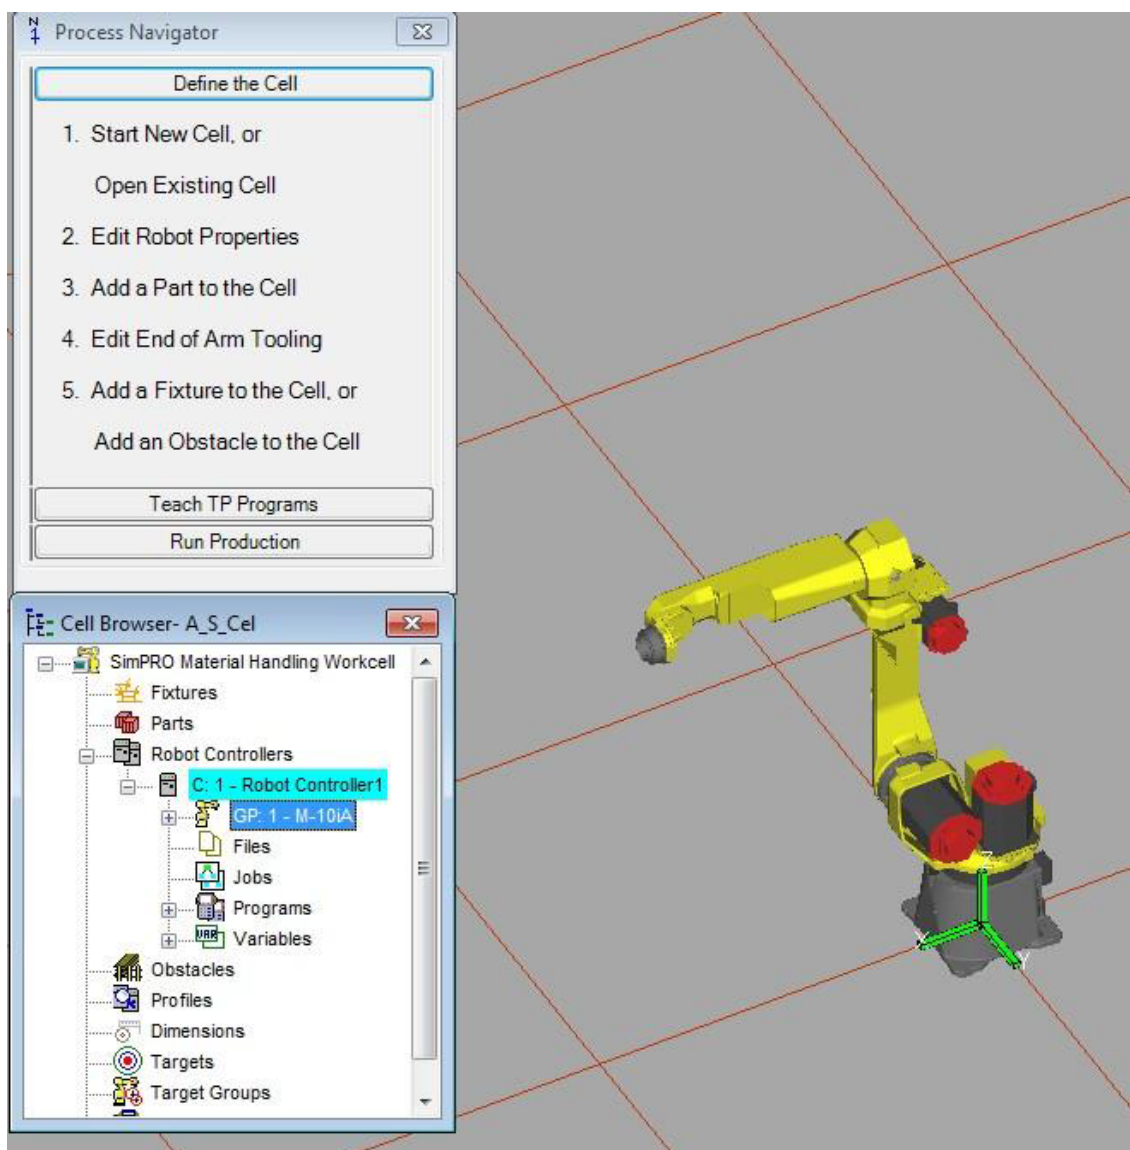 Process Navigator
Define the Cell
1. Start New Cell, or
Open Existing Cell
2. Edit Robot Properties
3. Add a Part to the Cell
4. Edit End of Arm Tooling
5. Add a Fixture to the Cell, or
Add an Obstacle to the Cell
Teach TP Programs
Run Production
Cell Browser- A_S_Cel
SimPRO Material Handling Workcell
Fixtures
Parts
Robot Controllers
C: 1 - Robot Controller1
GP: 1 - M-10iA
Files
Jobs
Programs
Variables
Obstacles
Profiles
Dimensions
Targets
Target Groups
Z
X
Y